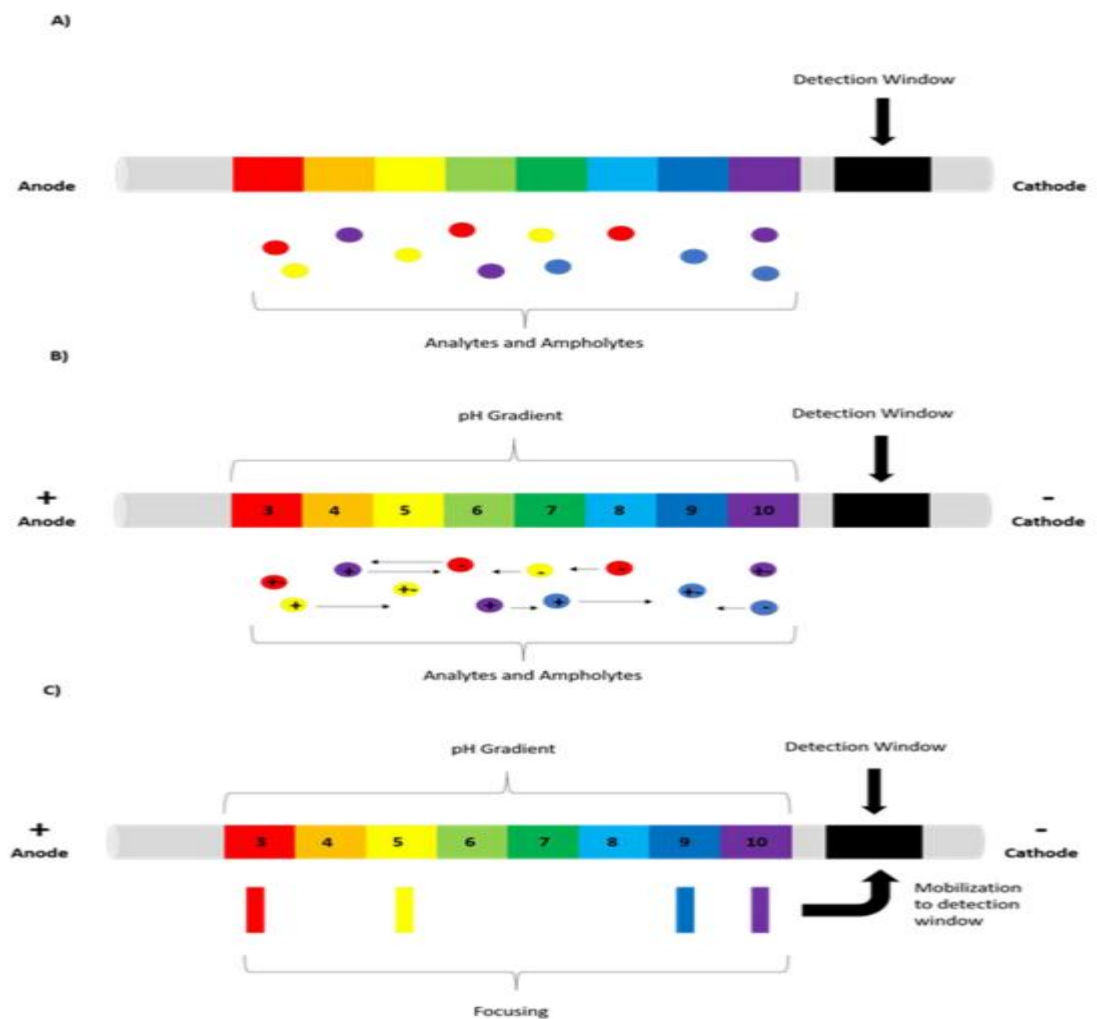 A)
Detection Window
Anode
Cathode
Analytes and Ampholytes
B)
pH Gradient
Detection Window
+
-
Anode
3 4 5 6 7 8 9 10
Cathode
+- + - - - +-
+ +- + + +- -
Analytes and Ampholytes
C)
pH Gradient
Detection Window
+
-
Anode
3 4 5 6 7 8 9 10
Cathode
Mobilization
to detection
window
Focusing